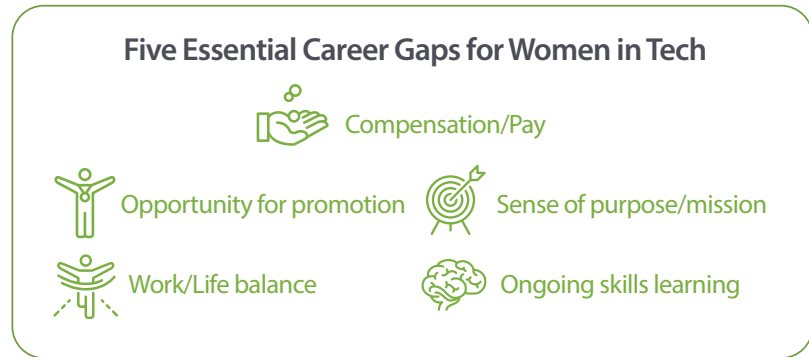 Five Essential Career Gaps for Women in Tech
Compensation/Pay
Opportunity for promotion
Sense of purpose/mission
Work/Life balance
Ongoing skills learning